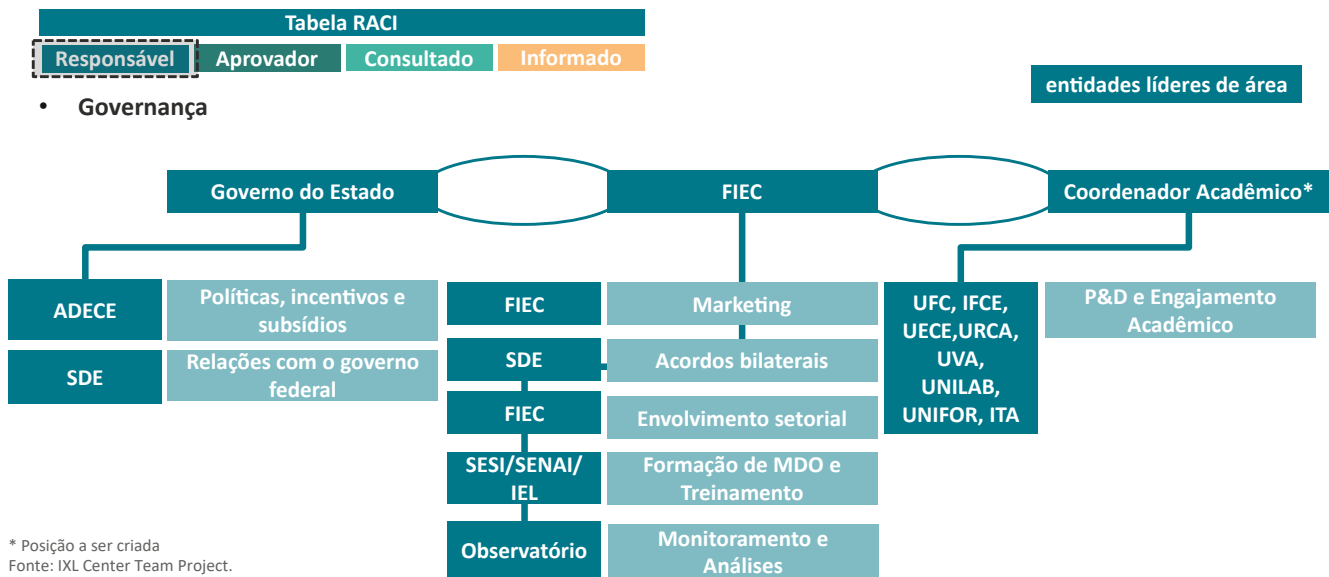 Tabela RACI
Responsável
Aprovador
Consultado
Informado
entidades líderes de área
• Governança
Governo do Estado
FIEC
Coordenador Acadêmico*
ADECE
Políticas, incentivos e
subsídios
SDE
Relações com o governo
federal
FIEC
Marketing
SDE
Acordos bilaterais
FIEC
Envolvimento setorial
SESI/SENAI/
IEL
Formação de MDO e
Treinamento
Observatório
Monitoramento e
Análises
UFC, IFCE,
UECE,URCA,
UVA,
UNILAB,
UNIFOR, ITA
P&D e Engajamento
Acadêmico
* Posição a ser criada
Fonte: IXL Center Team Project.